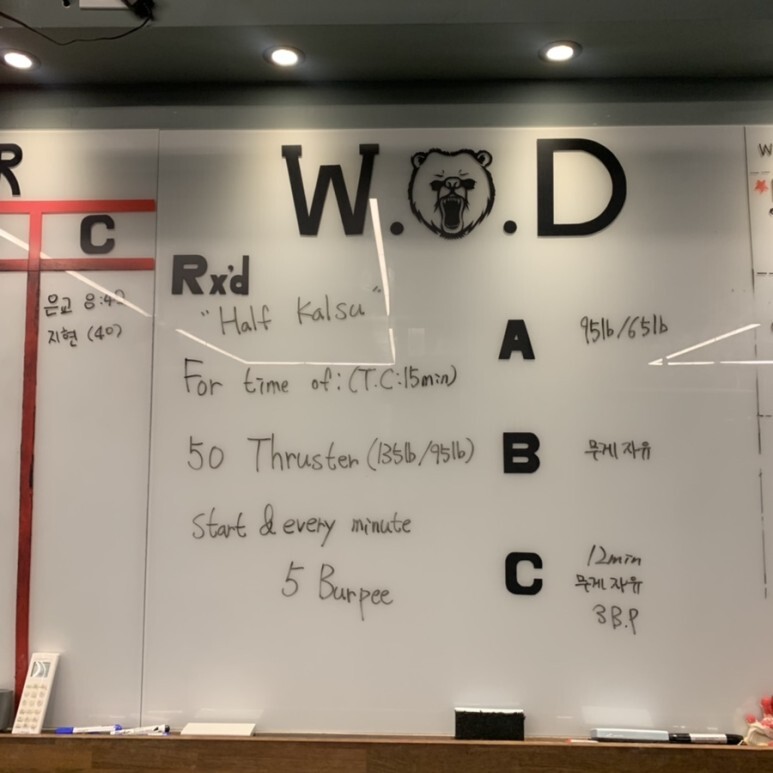 R
C
은교 8:42
지현 (40)
W.O.D
Rx'd
"Half Kalsu"
For time of: (T.C:15min)
50 Thruster (135lb/95lb)
Start & every minute
5 Burpee
A 95lb/65lb
B 무게 자유
C 12min
무게 자유
3B.P
W